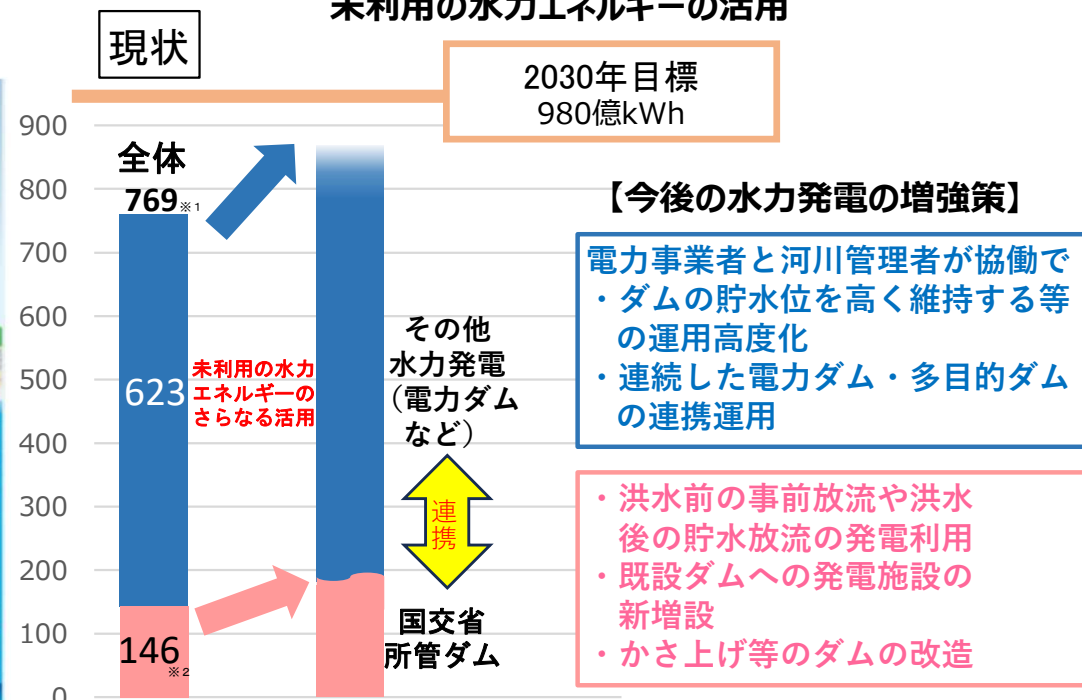 未利用の水力エネルギーの活用
現状
2030年目標
980億kWh
900
800
700
600
500
400
300
200
100
0
全体
769※1
623
146
※2
未利用の水力
エネルギーの
さらなる活用
その他
水力発電
（電力ダム
など）
連
携
国交省
所管ダム
【今後の水力発電の増強策】
電力事業者と河川管理者が協働で
・ダムの貯水位を高く維持する等
の運用高度化
・連続した電力ダム・多目的ダム
の連携運用
・洪水前の事前放流や洪水
後の貯水放流の発電利用
・既設ダムへの発電施設の
新増設
・かさ上げ等のダムの改造